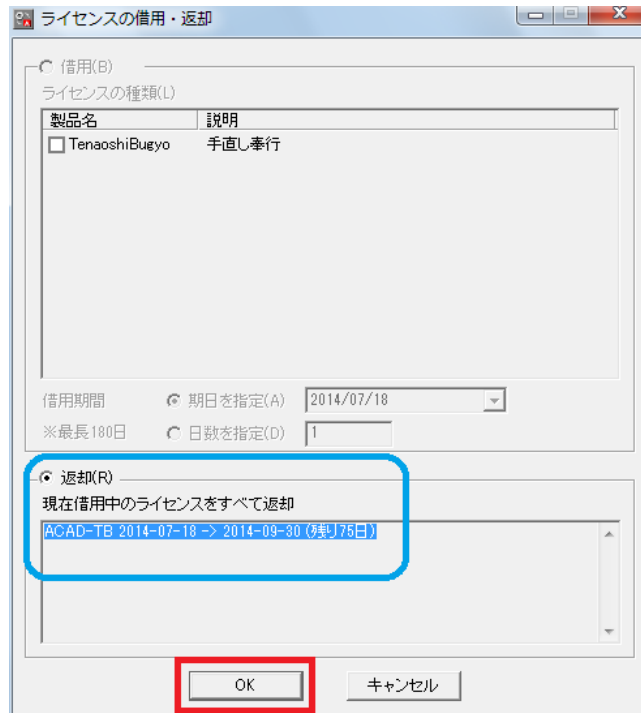 ライセンスの借用・返却
借用(B)
ライセンスの種類(L)
製品名 説明
TenaoshiBugyo 手直し奉行
借用期間 期日を指定(A) 2014/07/18
※最長180日 日数を指定(D) 1
返却(R)
現在借用中のライセンスをすべて返却
ACAD-TB 2014-07-18 -> 2014-09-30 (残り75日)
OK キャンセル